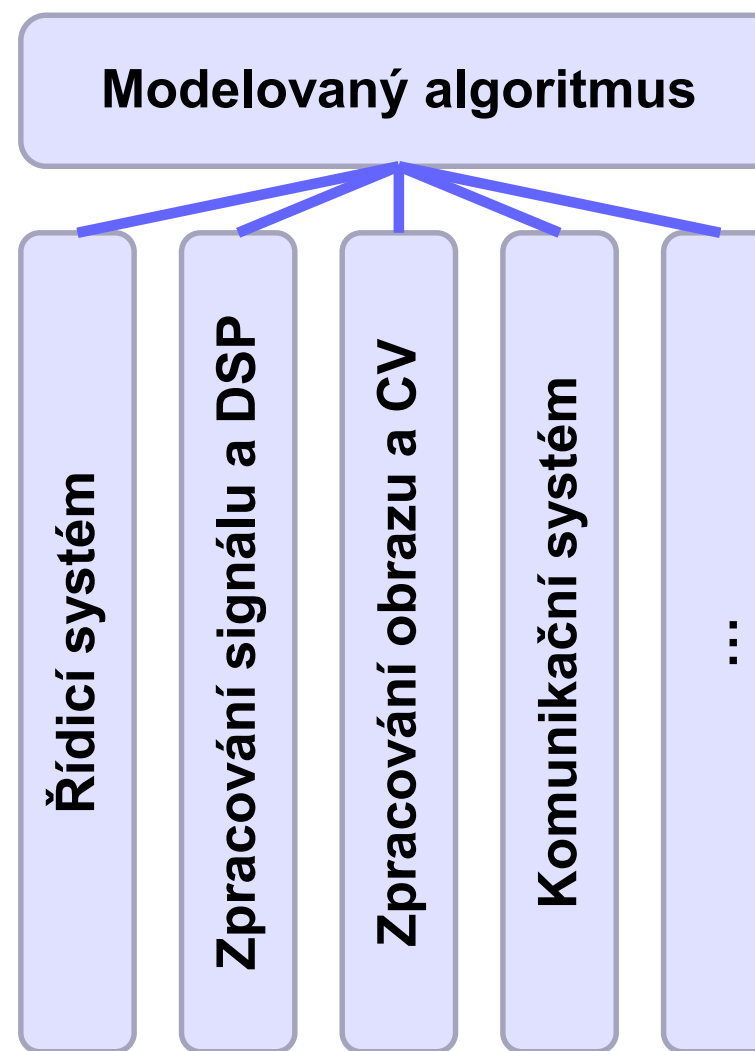 Modelovaný algoritmus
Řídicí systém
Zpracování signálu a DSP
Zpracování obrazu a CV
Komunikační systém
...